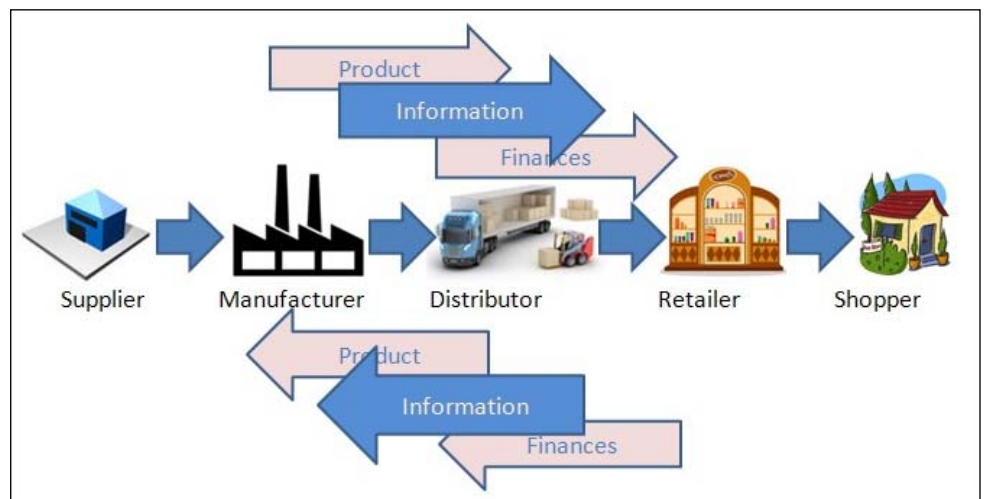 Product
Information
Finances
Supplier
Manufacturer
Distributor
Retailer
Shopper
Product
Information
Finances